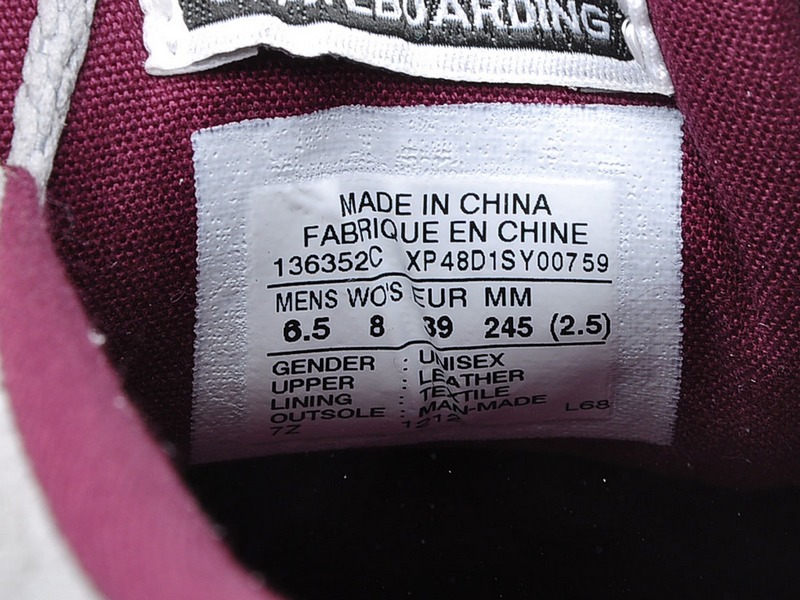 SKATEBOARDING
MADE IN CHINA
FABRIQUE EN CHINE
136352C XP48D1SY00759
MENS WO'S EUR MM
6.5 8 39 245 (2.5)
GENDER : UNISEX
UPPER : LEATHER
LINING : TEXTILE
OUTSOLE : MAN-MADE L68
7Z 1212